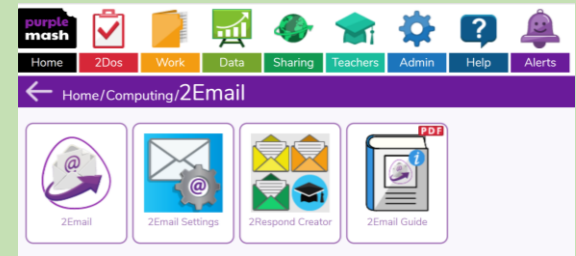 purple
mash
Home 2Dos Work Data Sharing Teachers Admin Help Alerts
Home/Computing/2Email
PDF
2Email 2Email Settings 2Respond Creator 2Email Guide